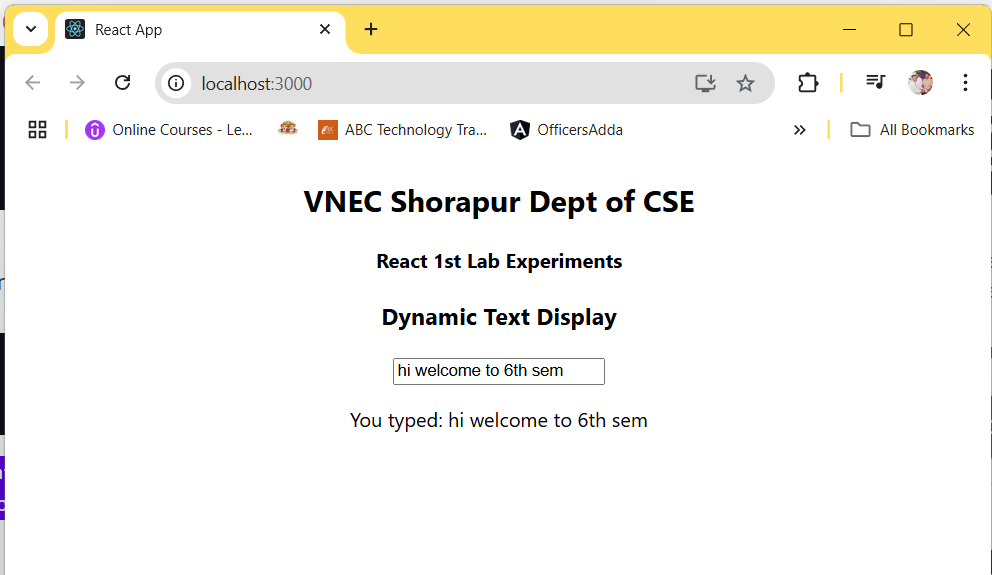 React App
localhost:3000
Online Courses - Le... ABC Technology Tra... OfficersAdda All Bookmarks
VNEC Shorapur Dept of CSE
React 1st Lab Experiments
Dynamic Text Display
hi welcome to 6th sem
You typed: hi welcome to 6th sem